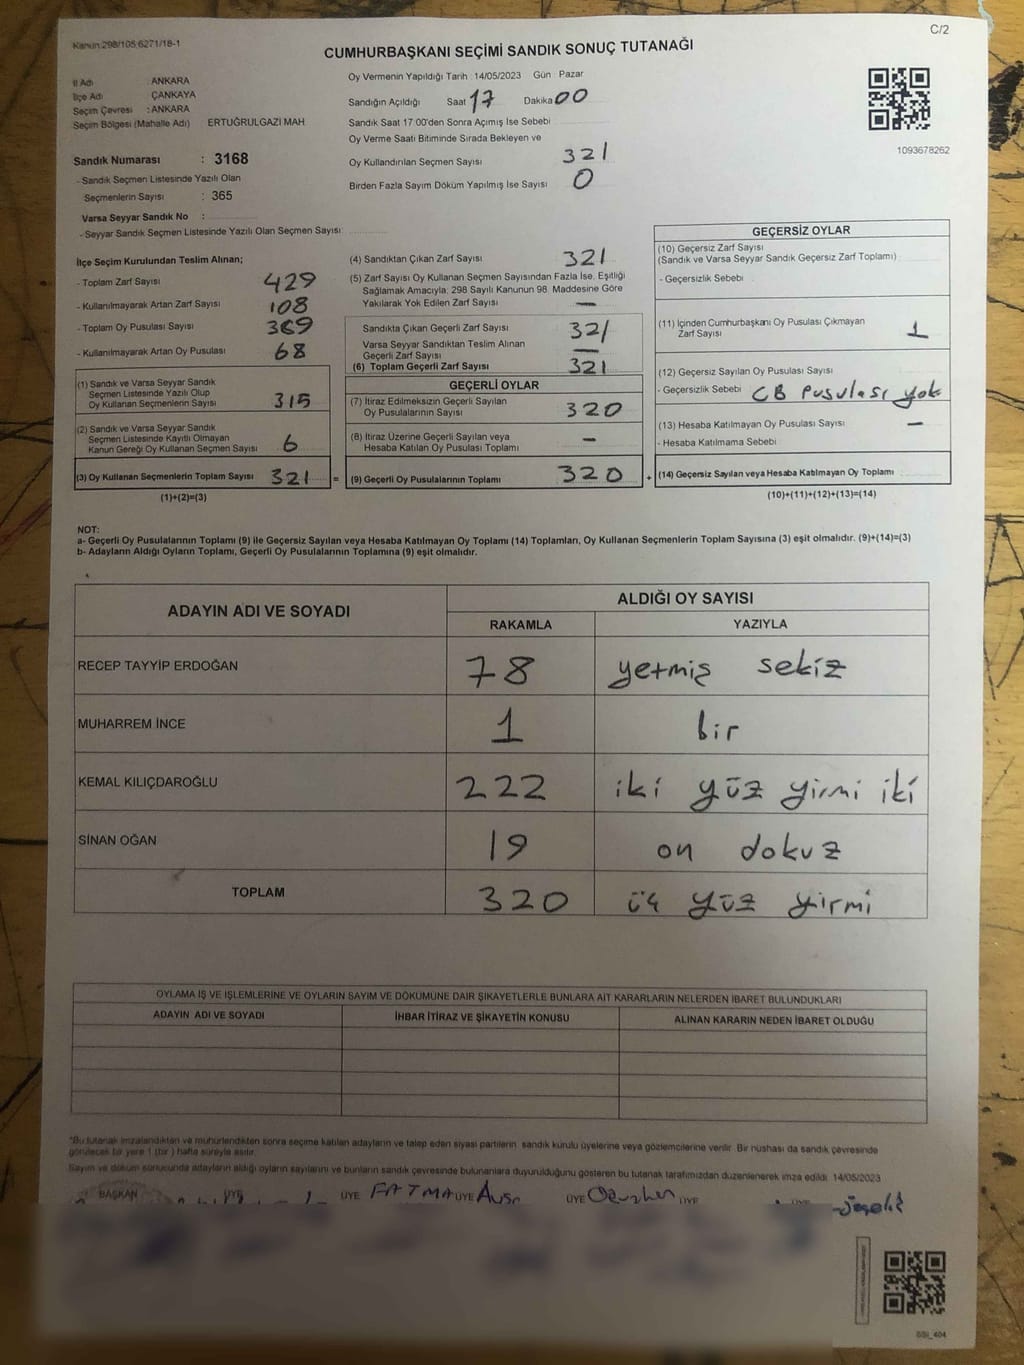 Kanun:298/105;6271/18-1
C/2
CUMHURBAŞKANI SEÇİMİ SANDIK SONUÇ TUTANAĞI
İl Adı : ANKARA
İlçe Adı : ÇANKAYA
Seçim Çevresi : ANKARA
Seçim Bölgesi (Mahalle Adı) ERTUĞRULGAZİ MAH
Sandık Numarası : 3168
- Sandık Seçmen Listesinde Yazılı Olan
Seçmenlerin Sayısı : 365
Varsa Seyyar Sandık No :
- Seyyar Sandık Seçmen Listesinde Yazılı Olan Seçmen Sayısı:
Oy Vermenin Yapıldığı Tarih :14/05/2023 Gün : Pazar
Sandığın Açıldığı Saat 17 Dakika 00
Sandık Saat 17:00'den Sonra Açımış İse Sebebi
Oy Verme Saati Bitiminde Sırada Bekleyen ve
Oy Kullandırılan Seçmen Sayısı 321
Birden Fazla Sayım Döküm Yapılmış İse Sayısı 0
1093678262
İlçe Seçim Kurulundan Teslim Alınan;
- Toplam Zarf Sayısı 429
- Kullanılmayarak Artan Zarf Sayısı 108
- Toplam Oy Pusulası Sayısı 389
- Kullanılmayarak Artan Oy Pusulası 68
(1) Sandık ve Varsa Seyyar Sandık
Seçmen Listesinde Yazılı Olup
Oy Kullanan Seçmenlerin Sayısı 315
(2) Sandık ve Varsa Seyyar Sandık
Seçmen Listesinde Kayıtlı Olmayan
Kanun Gereği Oy Kullanan Seçmen Sayısı 6
(3) Oy Kullanan Seçmenlerin Toplam Sayısı 321 =
(1)+(2)=(3)
(4) Sandıktan Çıkan Zarf Sayısı 321
(5) Zarf Sayısı Oy Kullanan Seçmen Sayısından Fazla İse, Eşitliği
Sağlamak Amacıyla; 298 Sayılı Kanunun 98. Maddesine Göre
Yakılarak Yok Edilen Zarf Sayısı —
Sandıkta Çıkan Geçerli Zarf Sayısı 321
Varsa Seyyar Sandıktan Teslim Alınan
Geçerli Zarf Sayısı —
(6) Toplam Geçerli Zarf Sayısı 321
GEÇERLİ OYLAR
(7) İtiraz Edilmeksizin Geçerli Sayılan
Oy Pusulalarının Sayısı 320
(8) İtiraz Üzerine Geçerli Sayılan veya
Hesaba Katılan Oy Pusulası Toplamı —
(9) Geçerli Oy Pusulalarının Toplamı 320 +
GEÇERSİZ OYLAR
(10) Geçersiz Zarf Sayısı
(Sandık ve Varsa Seyyar Sandık Geçersiz Zarf Toplamı)
- Geçersizlik Sebebi
(11) İçinden Cumhurbaşkanı Oy Pusulası Çıkmayan
Zarf Sayısı 1
(12) Geçersiz Sayılan Oy Pusulası Sayısı
- Geçersizlik Sebebi CB Pusulası yok
(13) Hesaba Katılmayan Oy Pusulası Sayısı —
- Hesaba Katılmama Sebebi
(14) Geçersiz Sayılan veya Hesaba Katılmayan Oy Toplamı
(10)+(11)+(12)+(13)=(14)
NOT:
a- Geçerli Oy Pusulalarının Toplamı (9) ile Geçersiz Sayılan veya Hesaba Katılmayan Oy Toplamı (14) Toplamları, Oy Kullanan Seçmenlerin Toplam Sayısına (3) eşit olmalıdır. (9)+(14)=(3)
b- Adayların Aldığı Oyların Toplamı, Geçerli Oy Pusulalarının Toplamına (9) eşit olmalıdır.
ADAYIN ADI VE SOYADI ALDIĞI OY SAYISI
RAKAMLA YAZIYLA
RECEP TAYYİP ERDOĞAN 78 yetmiş sekiz
MUHARREM İNCE 1 bir
KEMAL KILIÇDAROĞLU 222 iki yüz yirmi iki
SİNAN OĞAN 19 on dokuz
TOPLAM 320 üç yüz yirmi
OYLAMA İŞ VE İŞLEMLERİNE VE OYLARIN SAYIM VE DÖKÜMÜNE DAİR ŞİKAYETLERLE BUNLARA AİT KARARLARIN NELERDEN İBARET BULUNDUKLARI
ADAYIN ADI VE SOYADI İHBAR İTİRAZ VE ŞİKAYETİN KONUSU ALINAN KARARIN NEDEN İBARET OLDUĞU
*Bu tutanak imzalandıktan ve mühürlendikten sonra seçime katılan adayların ve talep eden siyasi partilerin sandık kurulu üyelerine veya gözlemcilerine verilir. Bir nüshası da sandık çevresinde
görülecek bir yere 1 (bir) hafta süreyle asılır.
Sayım ve döküm sonucunda adayların aldığı oyların sayılarını ve bunların sandık çevresinde bulunanlara duyurulduğunu gösteren bu tutanak tarafımızdan düzenlenerek imza edildi. 14/05/2023
BAŞKAN ÜYE ÜYE FATMA ÜYE ÜYE ÜYE ÜYE